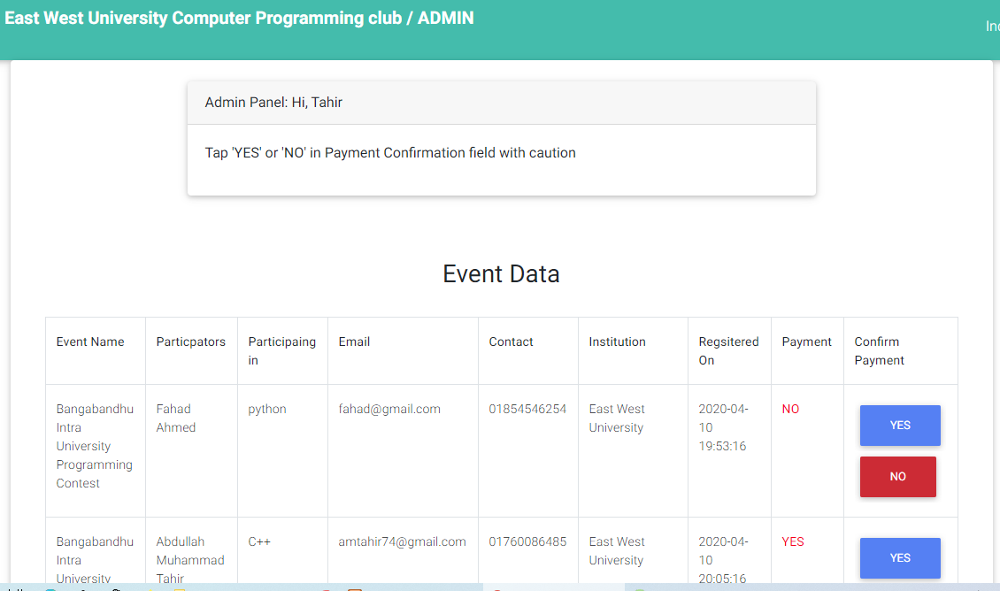 East West University Computer Programming club / ADMIN
Admin Panel: Hi, Tahir
Tap 'YES' or 'NO' in Payment Confirmation field with caution
Event Data
Event Name Particpators Participaing in Email Contact Institution Regsitered On Payment Confirm Payment
Bangabandhu Intra University Programming Contest Fahad Ahmed python fahad@gmail.com 01854546254 East West University 2020-04-10 19:53:16 NO YES NO
Bangabandhu Intra University Abdullah Muhammad Tahir C++ amtahir74@gmail.com 01760086485 East West University 2020-04-10 20:05:16 YES YES